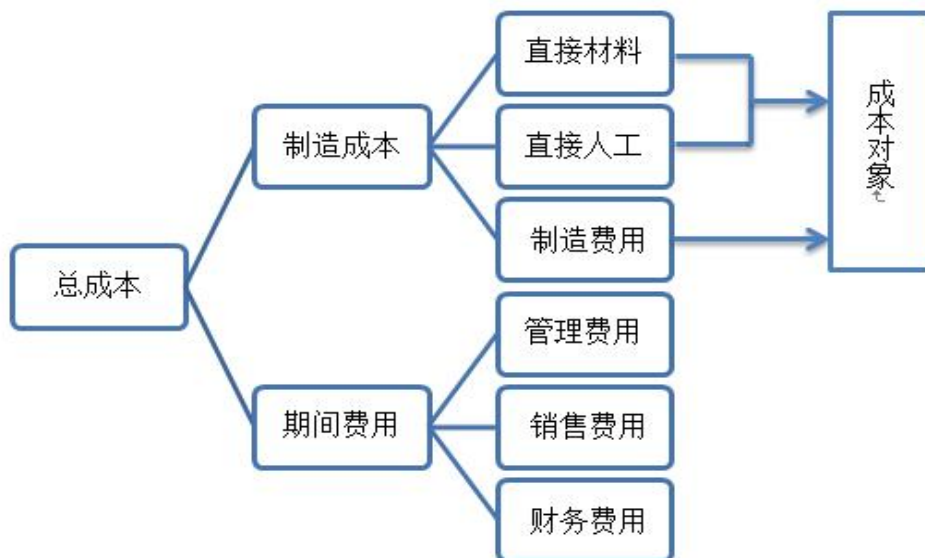 直接材料
制造成本
直接人工
制造费用
成本对象
总成本
管理费用
期间费用
销售费用
财务费用